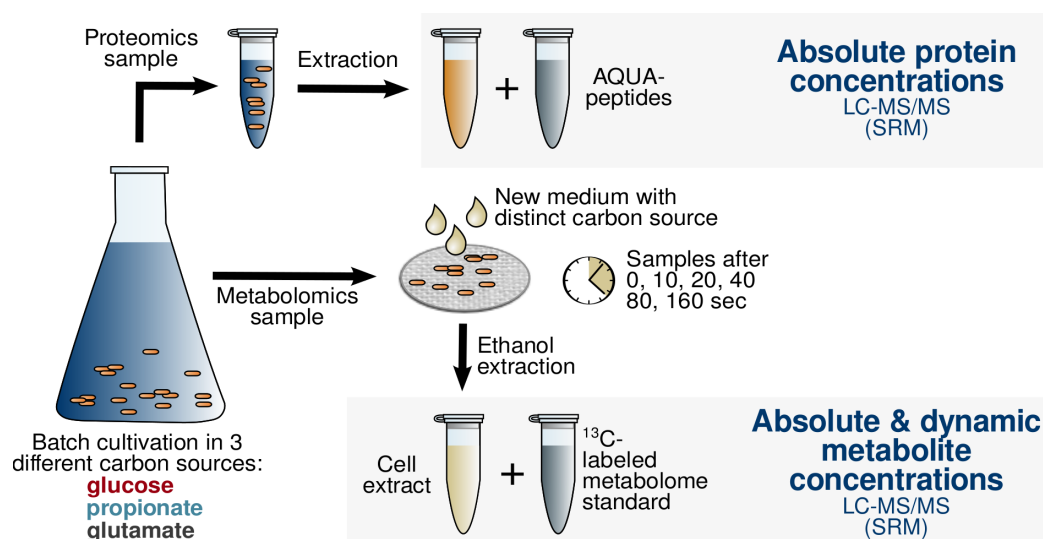 Proteomics
sample
Extraction
AQUA-
peptides
Absolute protein
concentrations
LC-MS/MS
(SRM)
New medium with
distinct carbon source
Samples after
0, 10, 20, 40
80, 160 sec
Metabolomics
sample
Ethanol
extraction
Batch cultivation in 3
different carbon sources:
glucose
propionate
glutamate
Cell
extract
¹³C-
labeled
metabolome
standard
Absolute & dynamic
metabolite
concentrations
LC-MS/MS
(SRM)